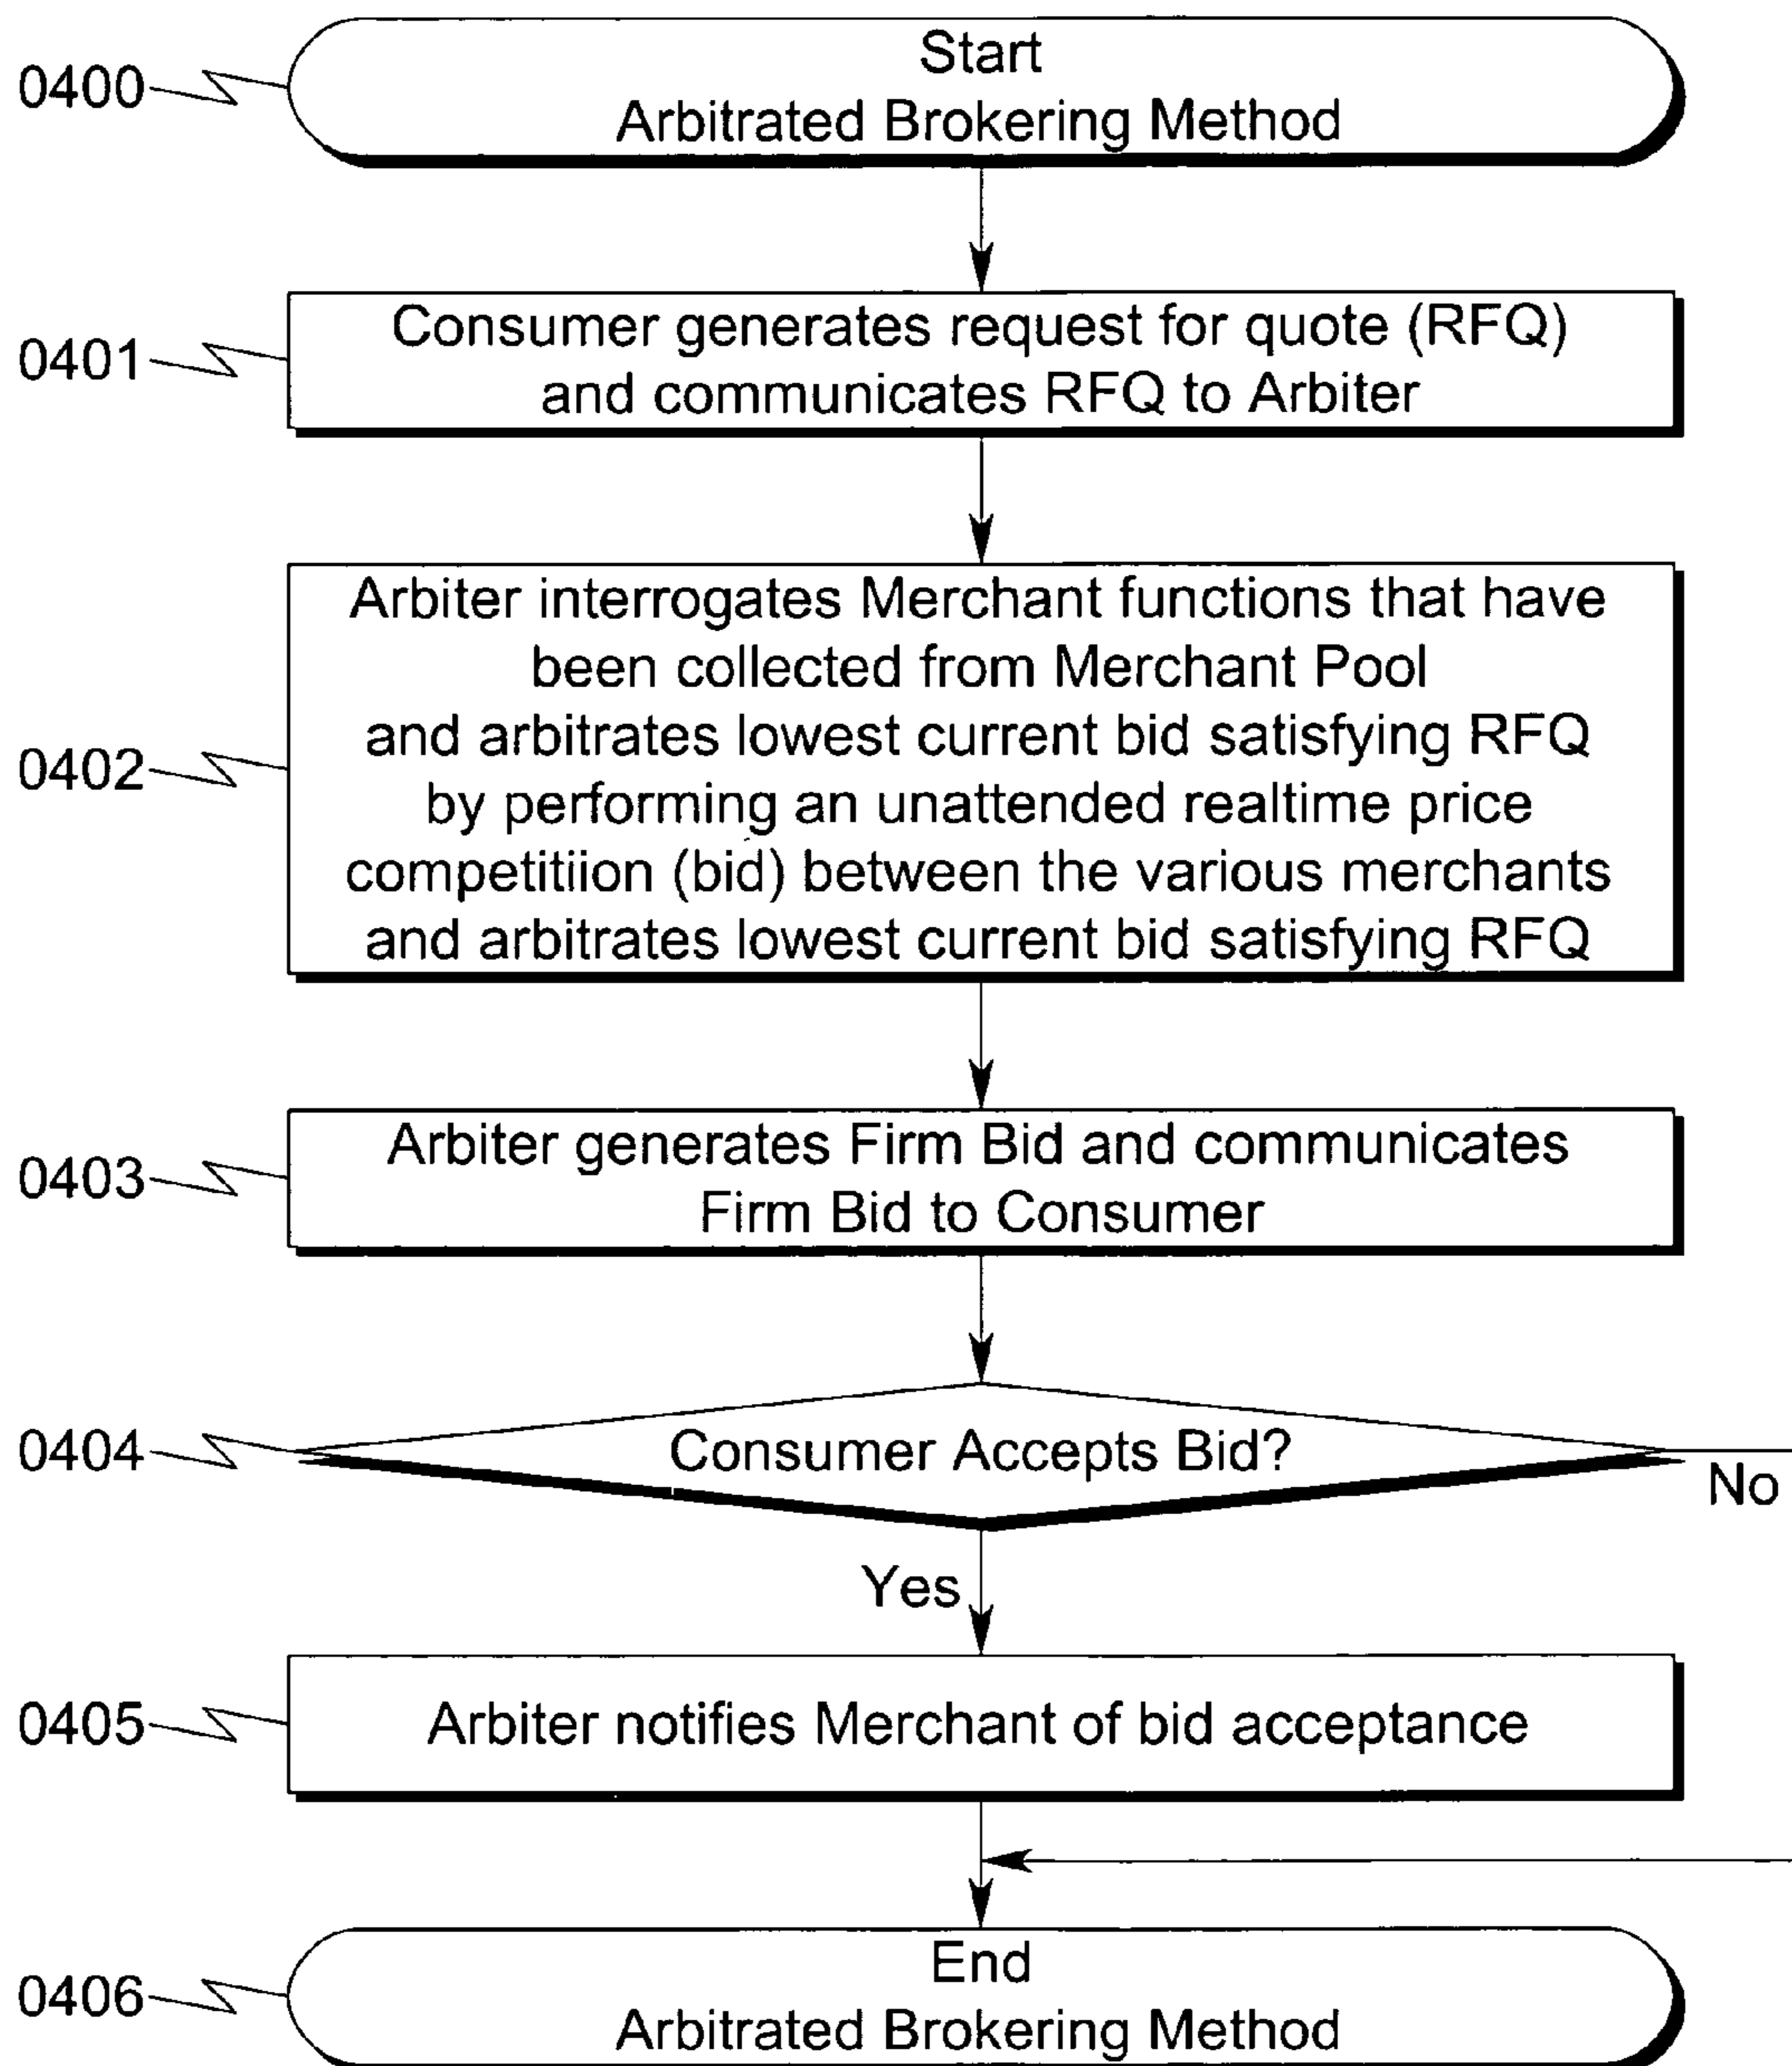 0400
Start
Arbitrated Brokering Method
0401
Consumer generates request for quote (RFQ)
and communicates RFQ to Arbiter
0402
Arbiter interrogates Merchant functions that have
been collected from Merchant Pool
and arbitrates lowest current bid satisfying RFQ
by performing an unattended realtime price
competitiion (bid) between the various merchants
and arbitrates lowest current bid satisfying RFQ
0403
Arbiter generates Firm Bid and communicates
Firm Bid to Consumer
0404
Consumer Accepts Bid?
No
Yes
0405
Arbiter notifies Merchant of bid acceptance
0406
End
Arbitrated Brokering Method